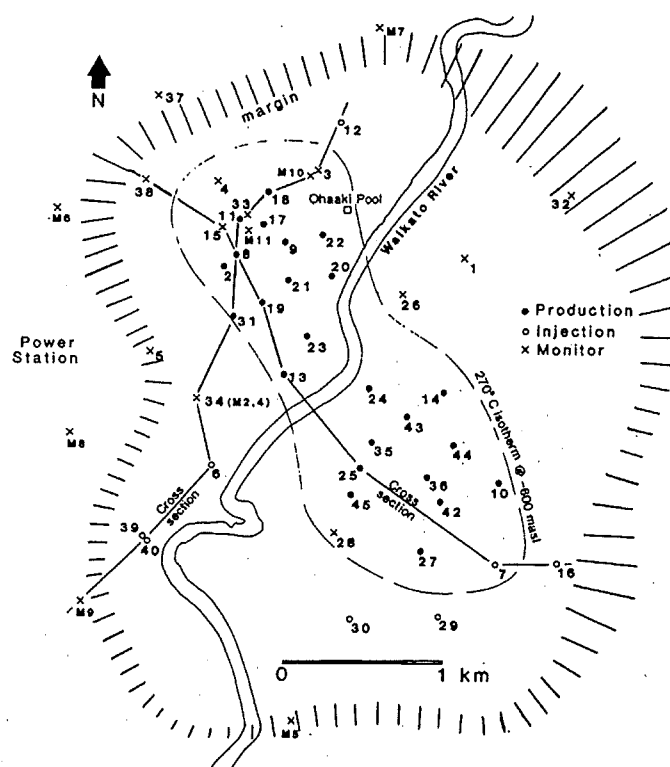 M7
37
N
margin
12
M10
3
38
4
18
Ohaaki Pool
32
33
M6
11
17
15
M11
22
Waikato River
9
8
1
2
20
21
26
19
Production
31
Injection
Power
Station
Monitor
23
5
13
24
14
34 (M2,4)
43
270°C isotherm @ -800 masl
M8
35
44
25
6
36
10
Cross
section
45
Cross
section
42
39
40
28
27
7
16
M9
30
29
0
1 km
M5